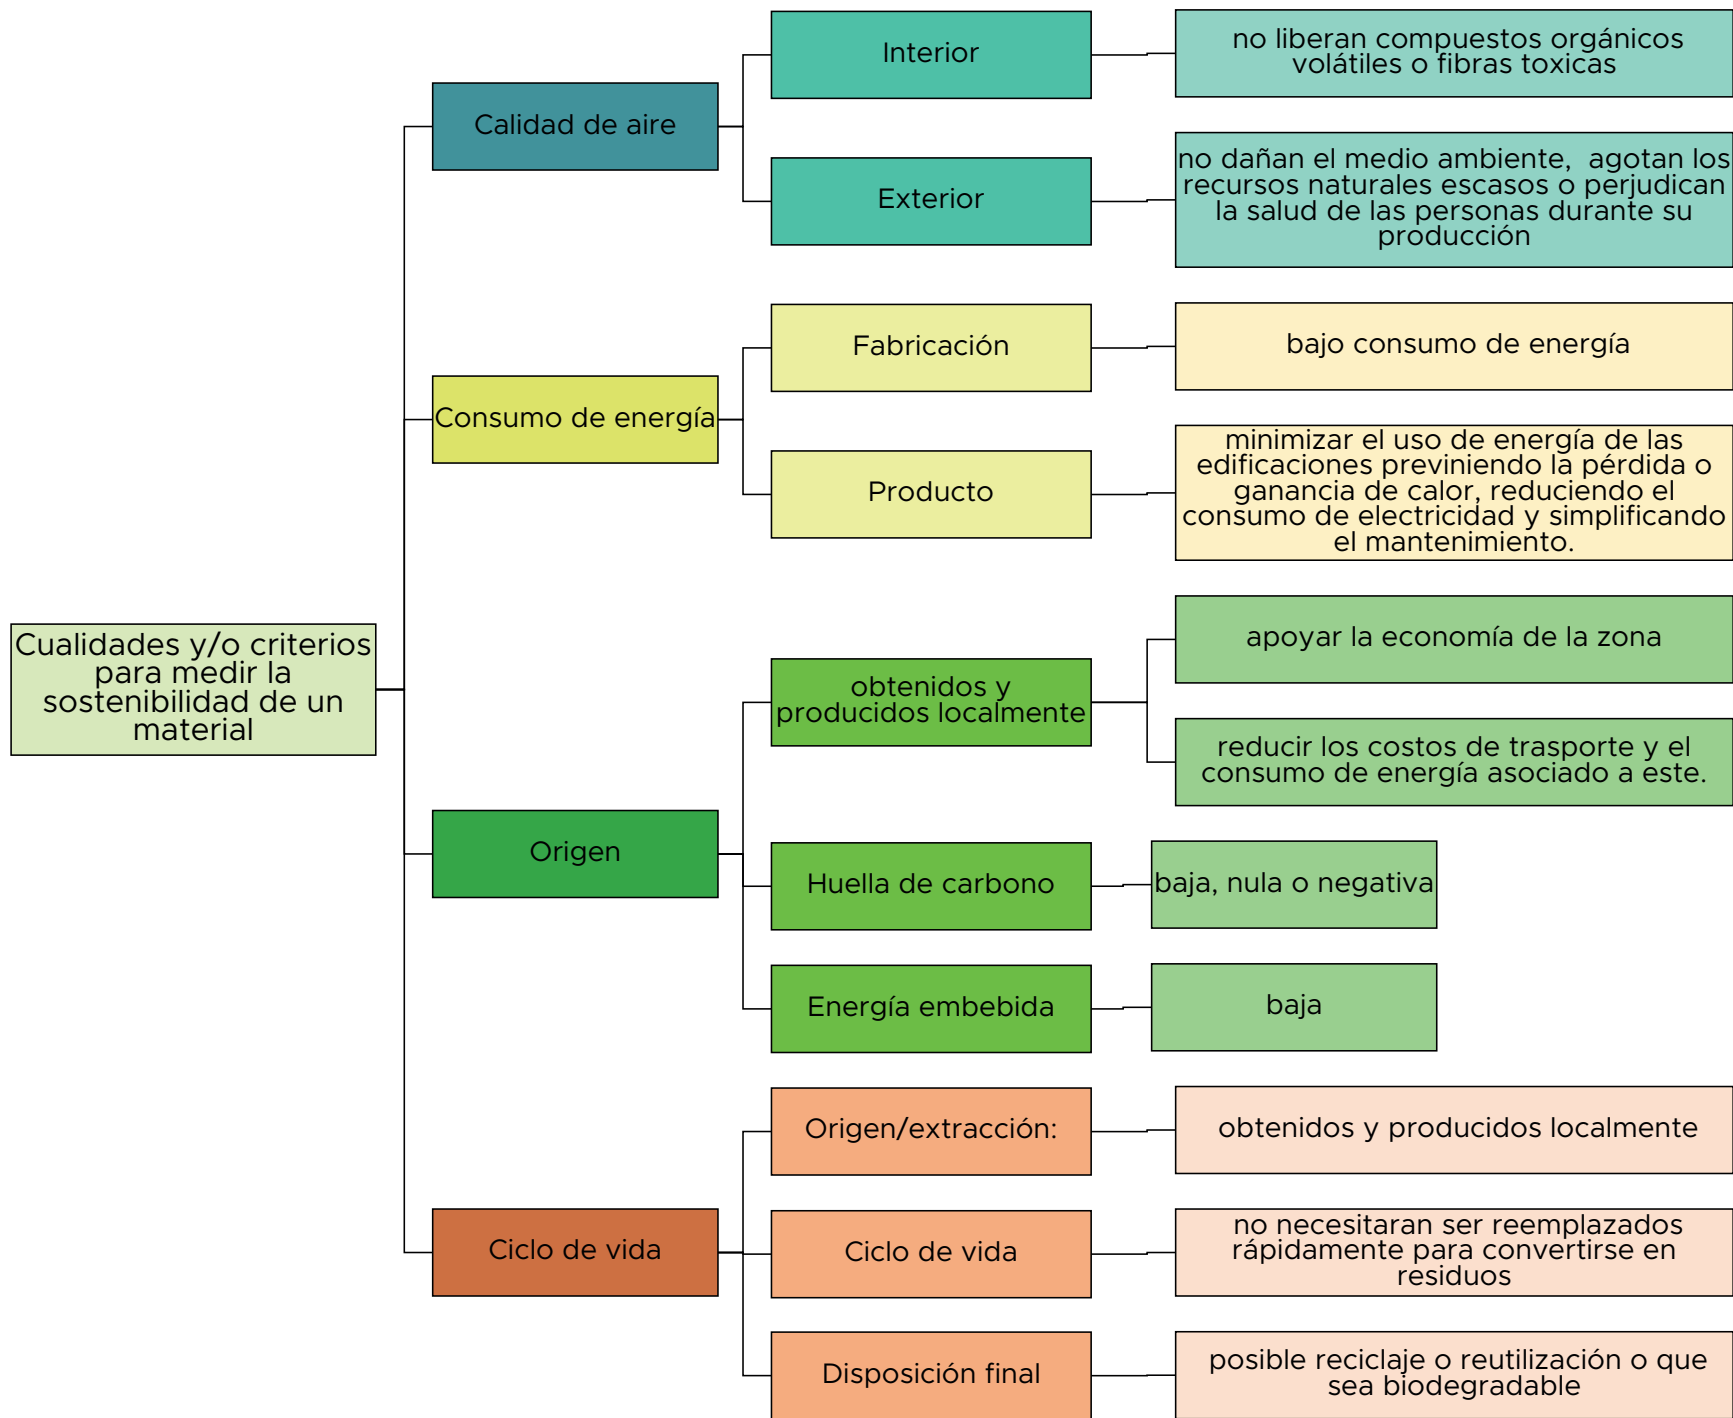 Cualidades y/o criterios
para medir la
sostenibilidad de un
material
Calidad de aire
Interior
no liberan compuestos orgánicos
volátiles o fibras toxicas
Exterior
no dañan el medio ambiente,  agotan los
recursos naturales escasos o perjudican
la salud de las personas durante su
producción
Consumo de energía
Fabricación
bajo consumo de energía
Producto
minimizar el uso de energía de las
edificaciones previniendo la pérdida o
ganancia de calor, reduciendo el
consumo de electricidad y simplificando
el mantenimiento.
Origen
obtenidos y
producidos localmente
apoyar la economía de la zona
reducir los costos de trasporte y el
consumo de energía asociado a este.
Huella de carbono
baja, nula o negativa
Energía embebida
baja
Ciclo de vida
Origen/extracción:
obtenidos y producidos localmente
Ciclo de vida
no necesitaran ser reemplazados
rápidamente para convertirse en
residuos
Disposición final
posible reciclaje o reutilización o que
sea biodegradable